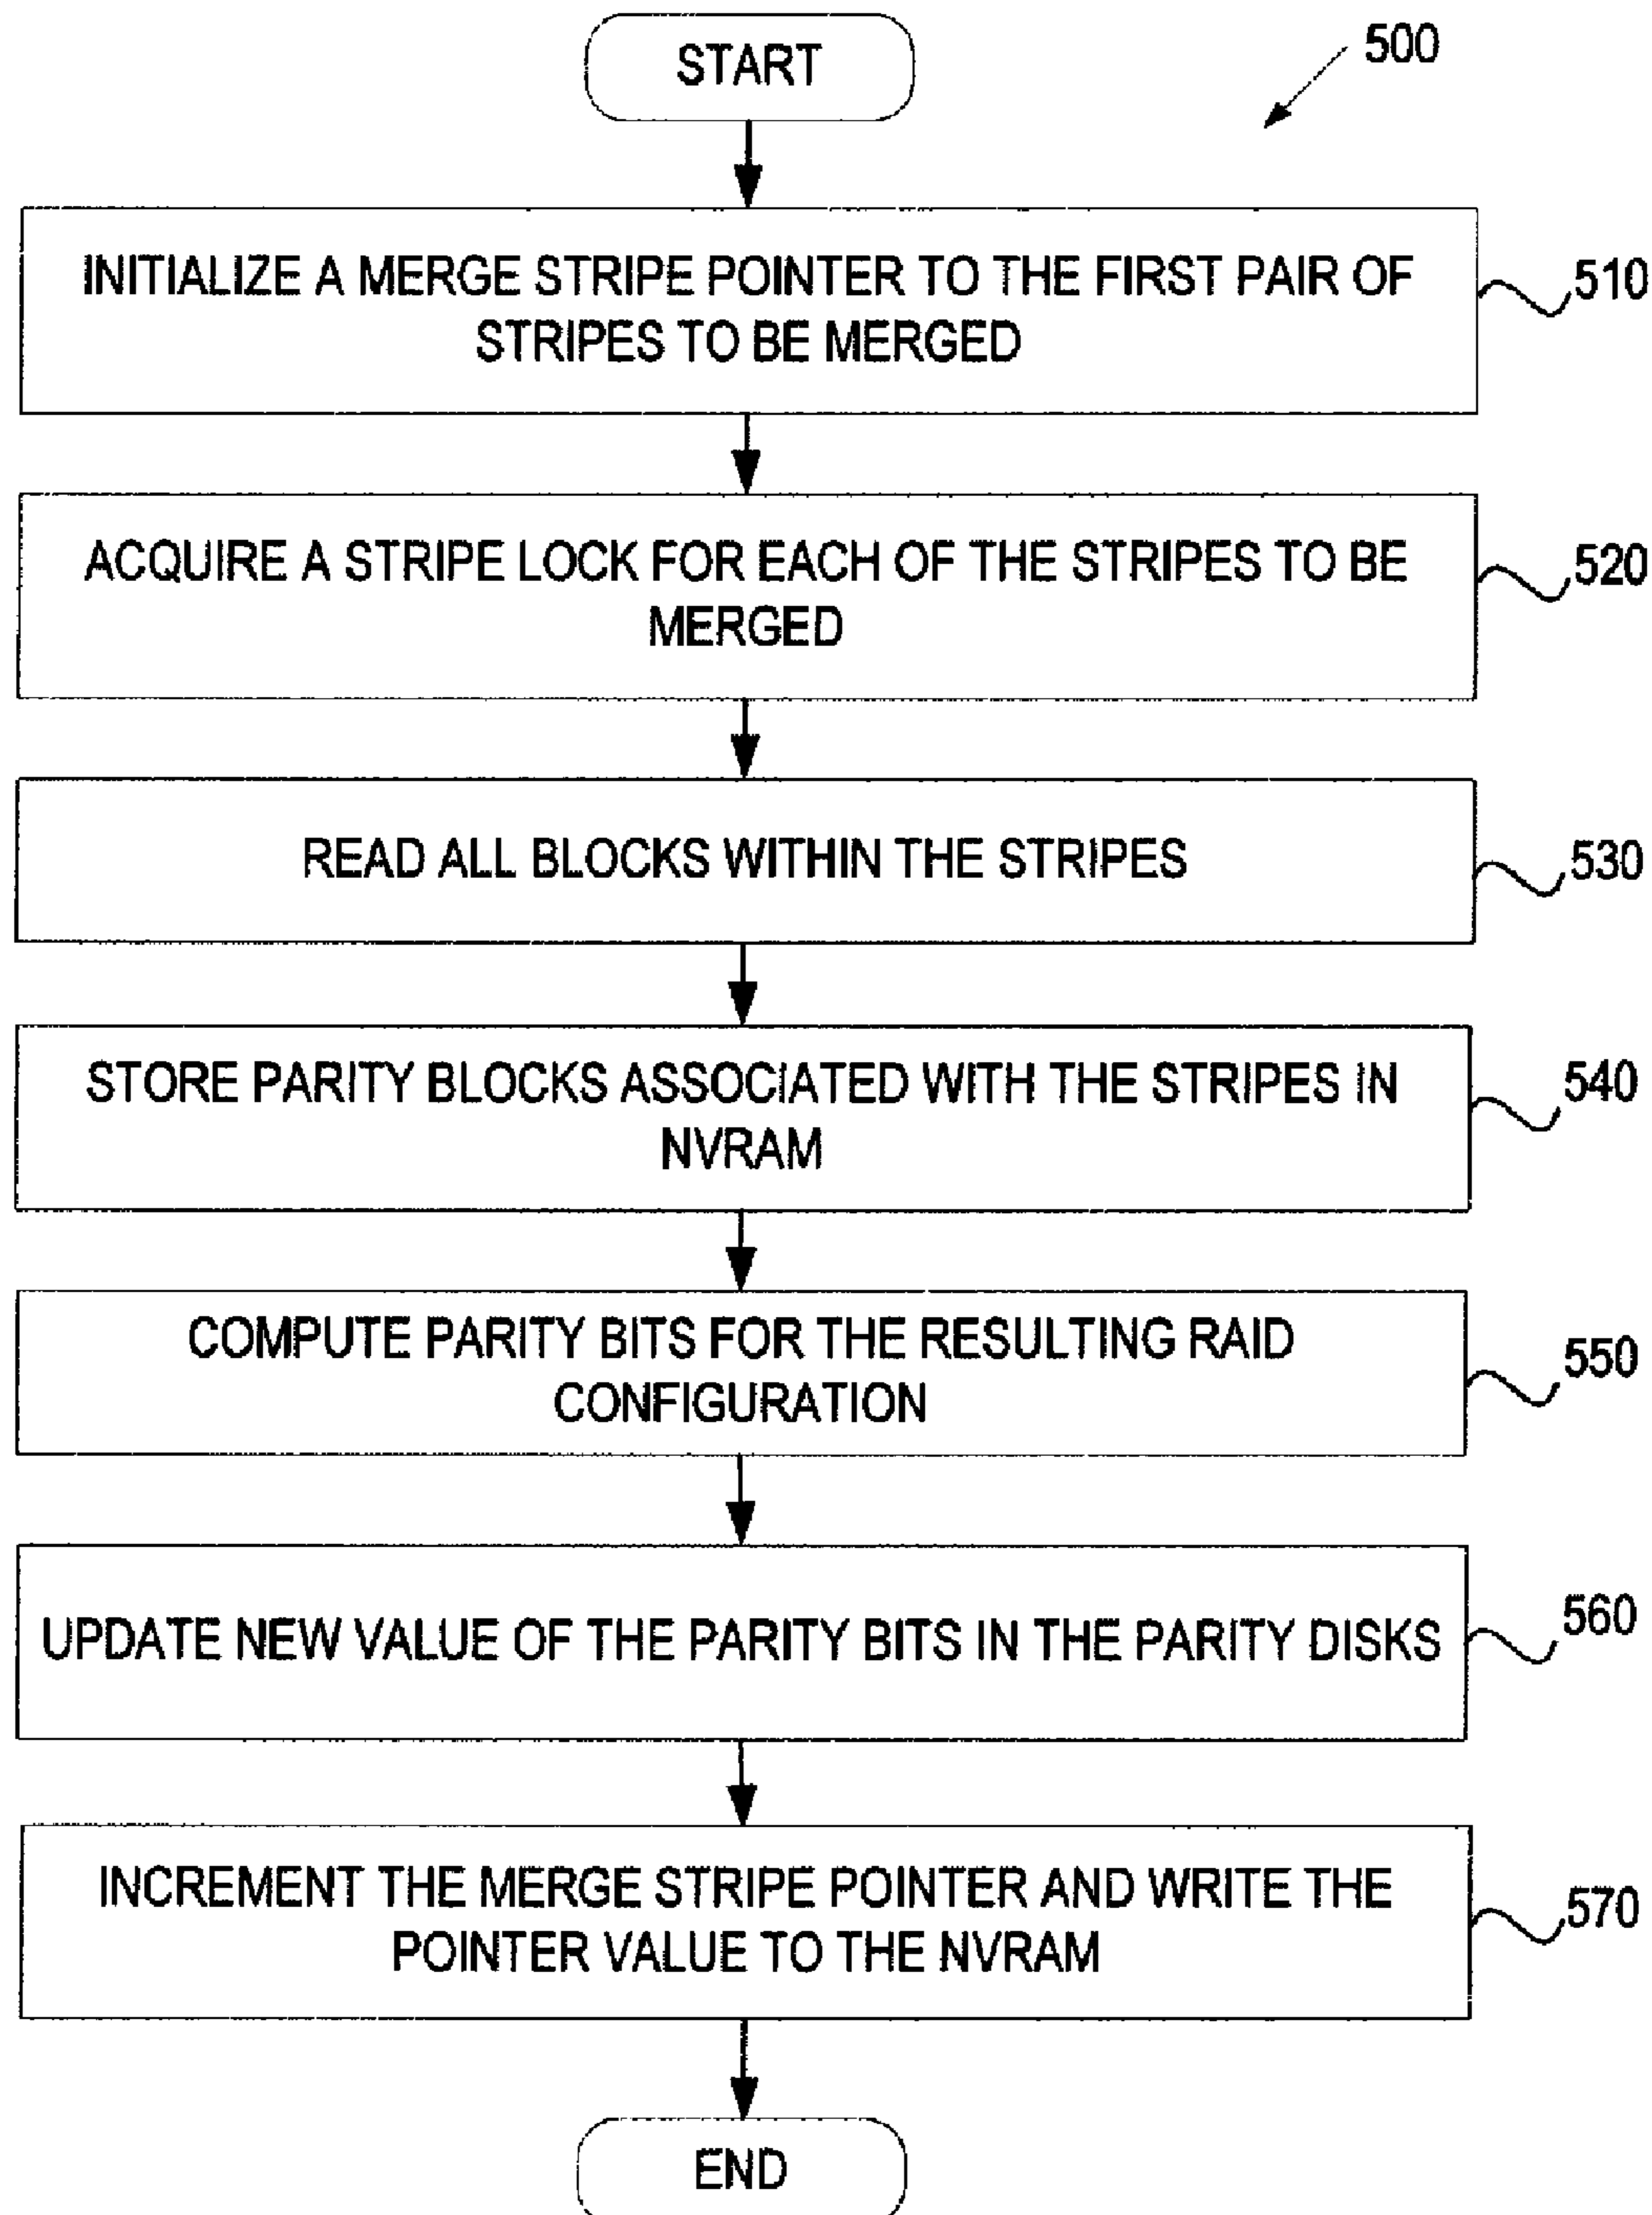 START
500
INITIALIZE A MERGE STRIPE POINTER TO THE FIRST PAIR OF
STRIPES TO BE MERGED
510
ACQUIRE A STRIPE LOCK FOR EACH OF THE STRIPES TO BE
MERGED
520
READ ALL BLOCKS WITHIN THE STRIPES
530
STORE PARITY BLOCKS ASSOCIATED WITH THE STRIPES IN
NVRAM
540
COMPUTE PARITY BITS FOR THE RESULTING RAID
CONFIGURATION
550
UPDATE NEW VALUE OF THE PARITY BITS IN THE PARITY DISKS
560
INCREMENT THE MERGE STRIPE POINTER AND WRITE THE
POINTER VALUE TO THE NVRAM
570
END